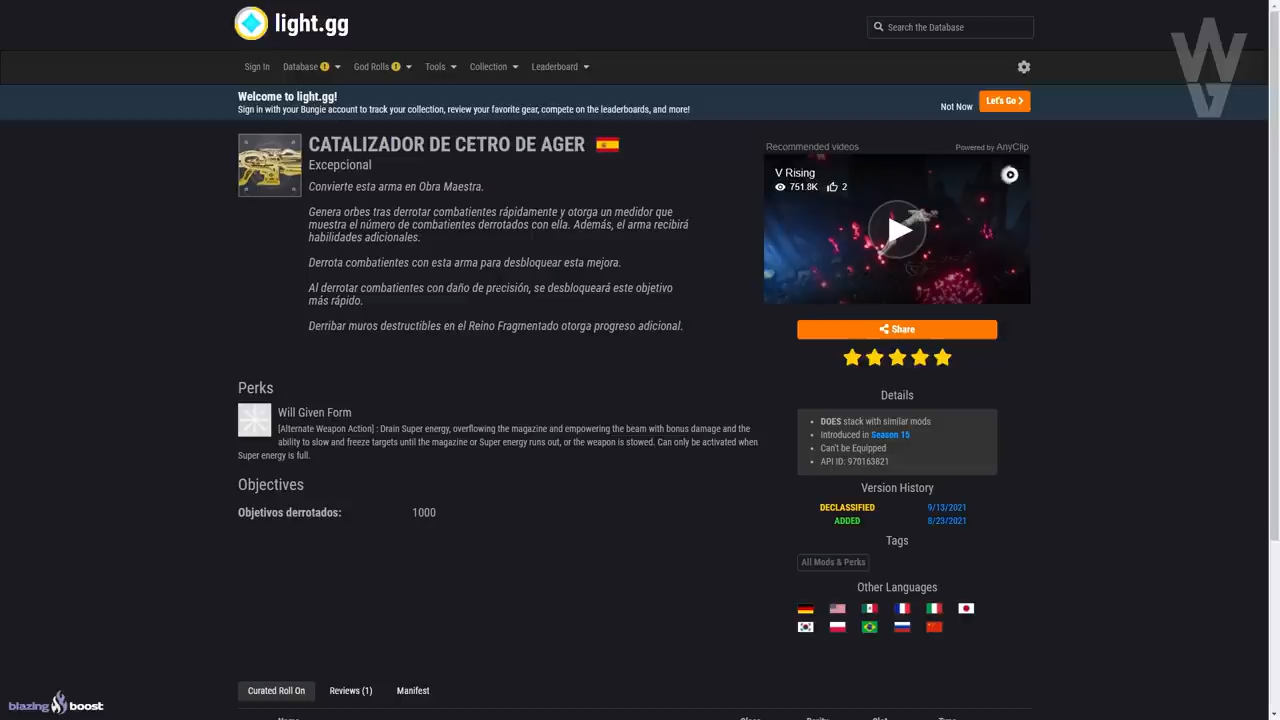 light.gg
Search the Database
Sign In
Database
God Rolls
Tools
Collection
Leaderboard
Welcome to light.gg!
Sign in with your Bungie account to track your collection, review your favorite gear, compete on the leaderboards, and more!
Not Now
Let's Go
W
G
CATALIZADOR DE CETRO DE AGER
Excepcional
Convierte esta arma en Obra Maestra.
Genera orbes tras derrotar combatientes rápidamente y otorga un medidor que
muestra el número de combatientes derrotados con ella. Además, el arma recibirá
habilidades adicionales.
Derrota combatientes con esta arma para desbloquear esta mejora.
Al derrotar combatientes con daño de precisión, se desbloqueará este objetivo
más rápido.
Derribar muros destructibles en el Reino Fragmentado otorga progreso adicional.
Perks
Will Given Form
[Alternate Weapon Action] : Drain Super energy, overflowing the magazine and empowering the beam with bonus damage and the
ability to slow and freeze targets until the magazine or Super energy runs out, or the weapon is stowed. Can only be activated when
Super energy is full.
Objectives
Objetivos derrotados: 1000
Recommended videos
Powered by AnyClip
V Rising
751.8K 2
Share
Details
DOES stack with similar mods
Introduced in Season 15
Can't be Equipped
API ID: 970163821
Version History
DECLASSIFIED 9/13/2021
ADDED 8/23/2021
Tags
All Mods & Perks
Other Languages
Curated Roll On
Reviews (1)
Manifest
blazing boost
Name
Class
Rarity
Slot
Type